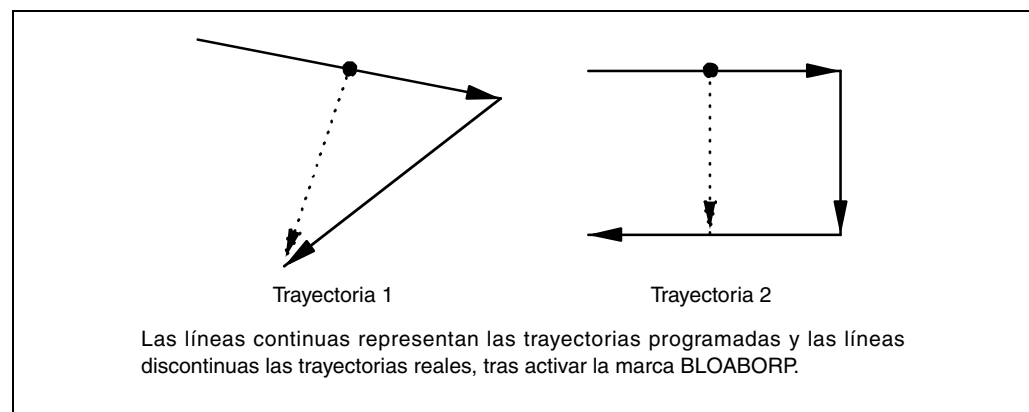 Trayectoria 1
Trayectoria 2
Las líneas continuas representan las trayectorias programadas y las líneas
discontinuas las trayectorias reales, tras activar la marca BLOABORP.